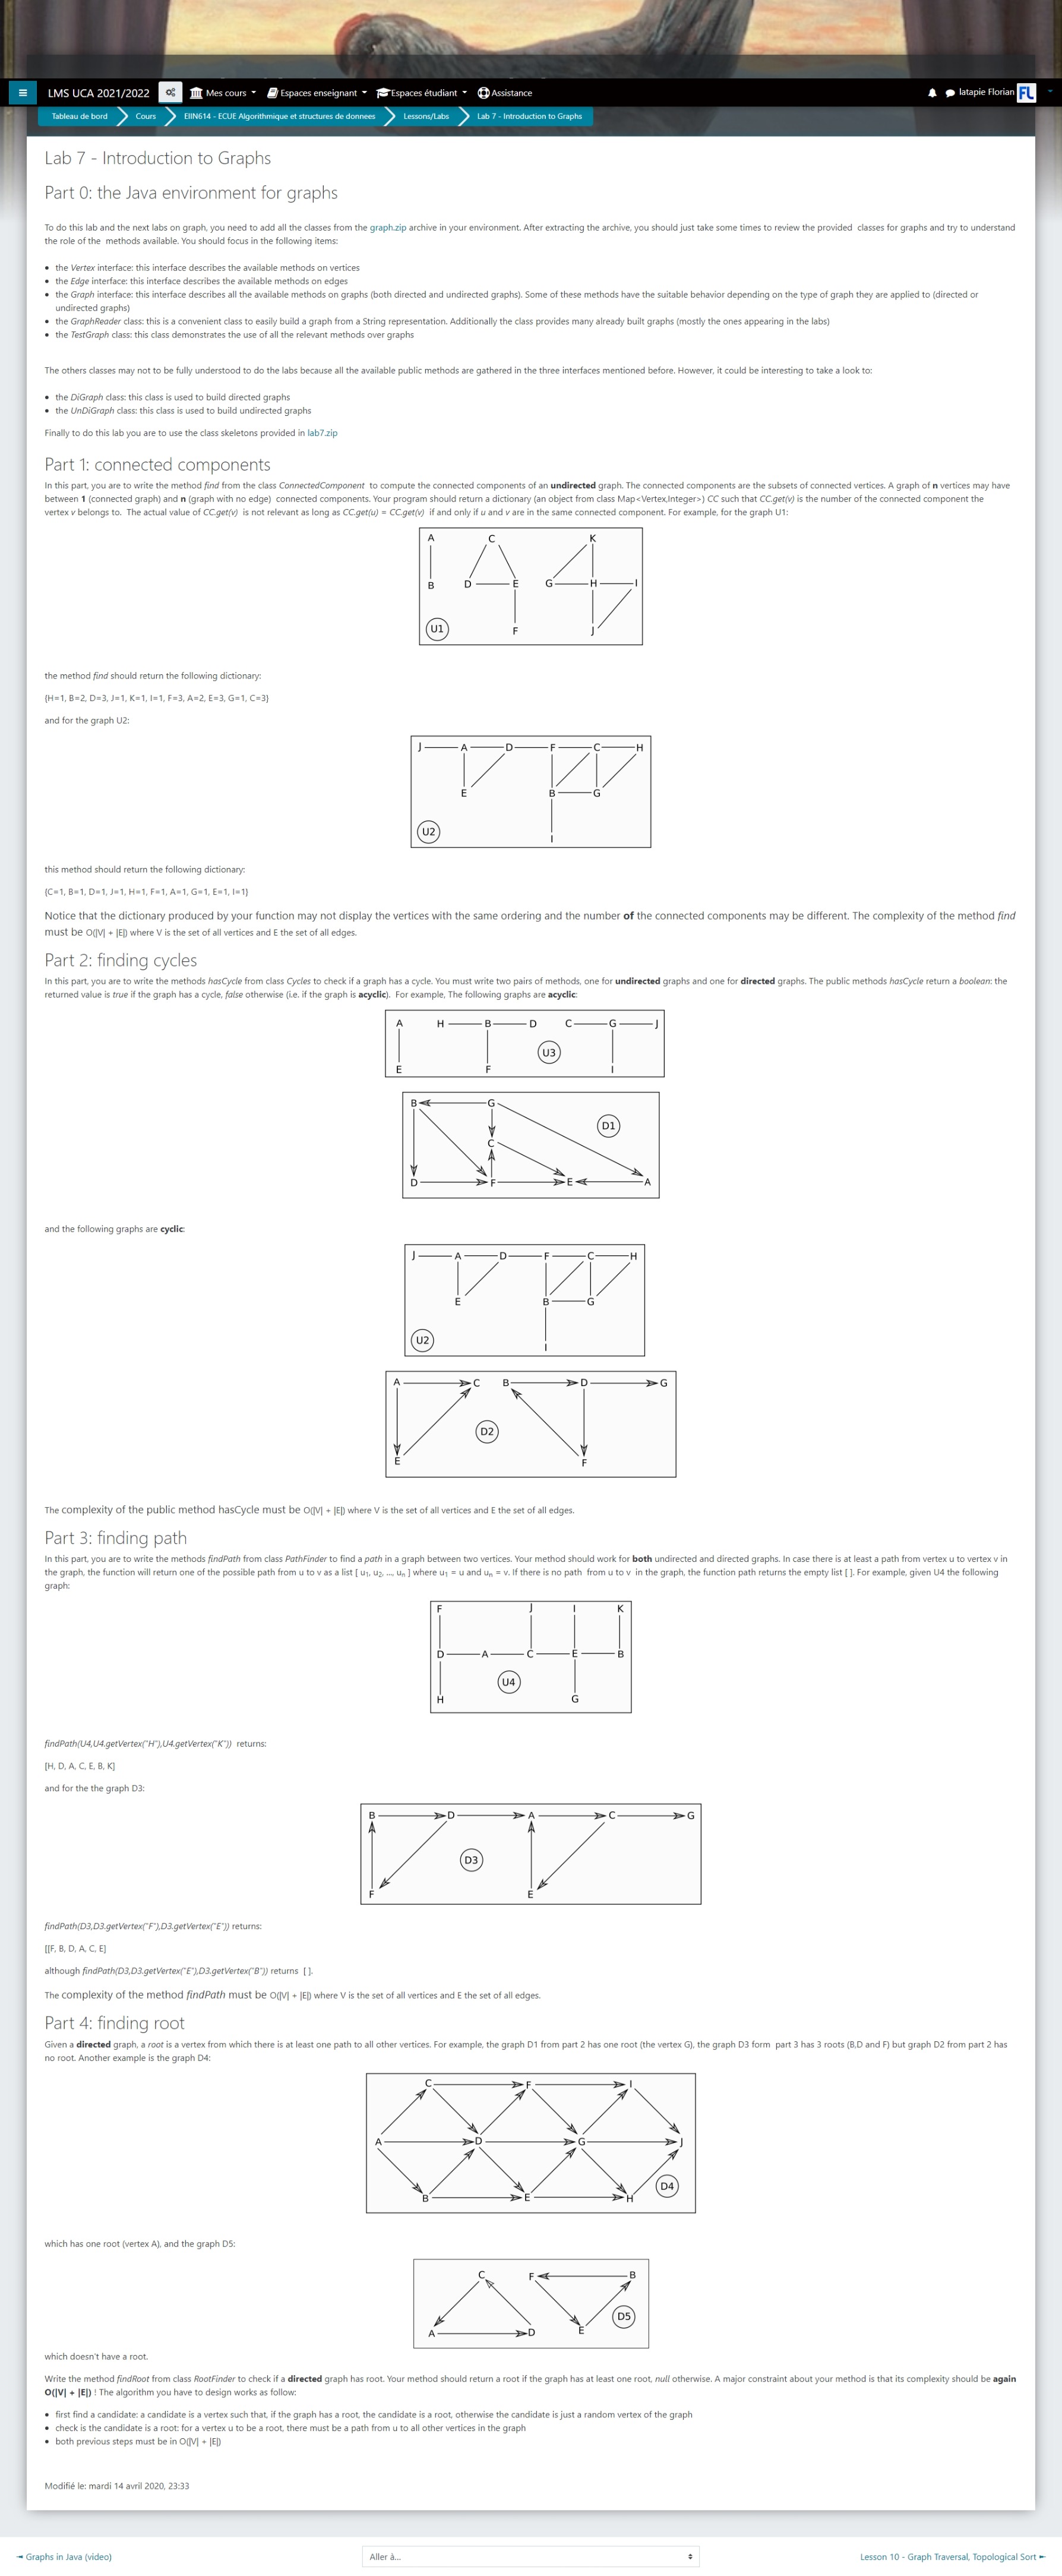 LMS UCA 2021/2022 Mes cours Espaces enseignant Espaces étudiant Assistance latapie Florian FL
Tableau de bord Cours EIIN614 - ECUE Algorithmique et structures de donnees Lessons/Labs Lab 7 - Introduction to Graphs
Lab 7 - Introduction to Graphs
Part 0: the Java environment for graphs
To do this lab and the next labs on graph, you need to add all the classes from the graph.zip archive in your environment. After extracting the archive, you should just take some times to review the provided classes for graphs and try to understand
the role of the methods available. You should focus in the following items:
• the Vertex interface: this interface describes the available methods on vertices
• the Edge interface: this interface describes the available methods on edges
• the Graph interface: this interface describes all the available methods on graphs (both directed and undirected graphs). Some of these methods have the suitable behavior depending on the type of graph they are applied to (directed or
undirected graphs)
• the GraphReader class: this is a convenient class to easily build a graph from a String representation. Additionally the class provides many already built graphs (mostly the ones appearing in the labs)
• the TestGraph class: this class demonstrates the use of all the relevant methods over graphs
The others classes may not to be fully understood to do the labs because all the available public methods are gathered in the three interfaces mentioned before. However, it could be interesting to take a look to:
• the DiGraph class: this class is used to build directed graphs
• the UnDiGraph class: this class is used to build undirected graphs
Finally to do this lab you are to use the class skeletons provided in lab7.zip
Part 1: connected components
In this part, you are to write the method find from the class ConnectedComponent to compute the connected components of an undirected graph. The connected components are the subsets of connected vertices. A graph of n vertices may have
between 1 (connected graph) and n (graph with no edge) connected components. Your program should return a dictionary (an object from class Map<Vertex,Integer>) CC such that CC.get(v) is the number of the connected component the
vertex v belongs to. The actual value of CC.get(v) is not relevant as long as CC.get(u) = CC.get(v) if and only if u and v are in the same connected component. For example, for the graph U1:
A C K
B D E G H I
U1 F J
the method find should return the following dictionary:
{H=1, B=2, D=3, J=1, K=1, I=1, F=3, A=2, E=3, G=1, C=3}
and for the graph U2:
J A D F C H
E B G
U2 I
this method should return the following dictionary:
{C=1, B=1, D=1, J=1, H=1, F=1, A=1, G=1, E=1, I=1}
Notice that the dictionary produced by your function may not display the vertices with the same ordering and the number of the connected components may be different. The complexity of the method find
must be O(|V| + |E|) where V is the set of all vertices and E the set of all edges.
Part 2: finding cycles
In this part, you are to write the methods hasCycle from class Cycles to check if a graph has a cycle. You must write two pairs of methods, one for undirected graphs and one for directed graphs. The public methods hasCycle return a boolean: the
returned value is true if the graph has a cycle, false otherwise (i.e. if the graph is acyclic). For example, The following graphs are acyclic:
A H B D C G J
U3
E F I
B G
D1
C
D F E A
and the following graphs are cyclic:
J A D F C H
E B G
U2 I
A C B D G
D2
E F
The complexity of the public method hasCycle must be O(|V| + |E|) where V is the set of all vertices and E the set of all edges.
Part 3: finding path
In this part, you are to write the methods findPath from class PathFinder to find a path in a graph between two vertices. Your method should work for both undirected and directed graphs. In case there is at least a path from vertex u to vertex v in
the graph, the function will return one of the possible path from u to v as a list [ u1, u2, ..., un ] where u1 = u and un = v. If there is no path from u to v in the graph, the function path returns the empty list [ ]. For example, given U4 the following
graph:
F J I K
D A C E B
U4
H G
findPath(U4,U4.getVertex("H"),U4.getVertex("K")) returns:
[H, D, A, C, E, B, K]
and for the the graph D3:
B D A C G
D3
F E
findPath(D3,D3.getVertex("F"),D3.getVertex("E")) returns:
[[F, B, D, A, C, E]
although findPath(D3,D3.getVertex("E"),D3.getVertex("B")) returns [ ].
The complexity of the method findPath must be O(|V| + |E|) where V is the set of all vertices and E the set of all edges.
Part 4: finding root
Given a directed graph, a root is a vertex from which there is at least one path to all other vertices. For example, the graph D1 from part 2 has one root (the vertex G), the graph D3 form part 3 has 3 roots (B,D and F) but graph D2 from part 2 has
no root. Another example is the graph D4:
C F I
A D G J
D4
B E H
which has one root (vertex A), and the graph D5:
C F B
D5
A D E
which doesn't have a root.
Write the method findRoot from class RootFinder to check if a directed graph has root. Your method should return a root if the graph has at least one root, null otherwise. A major constraint about your method is that its complexity should be again
O(|V| + |E|) ! The algorithm you have to design works as follow:
• first find a candidate: a candidate is a vertex such that, if the graph has a root, the candidate is a root, otherwise the candidate is just a random vertex of the graph
• check is the candidate is a root: for a vertex u to be a root, there must be a path from u to all other vertices in the graph
• both previous steps must be in O(|V| + |E|)
Modifié le: mardi 14 avril 2020, 23:33
◄ Graphs in Java (video) Aller à... Lesson 10 - Graph Traversal, Topological Sort ►